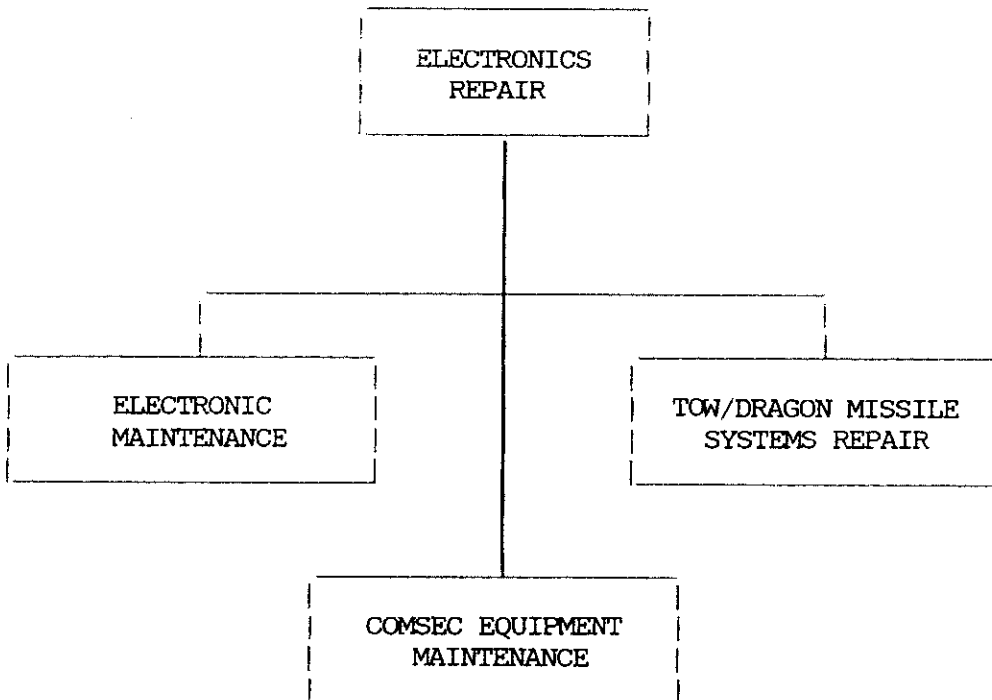 ELECTRONICS
REPAIR
ELECTRONIC
MAINTENANCE
TOW/DRAGON MISSILE
SYSTEMS REPAIR
COMSEC EQUIPMENT
MAINTENANCE